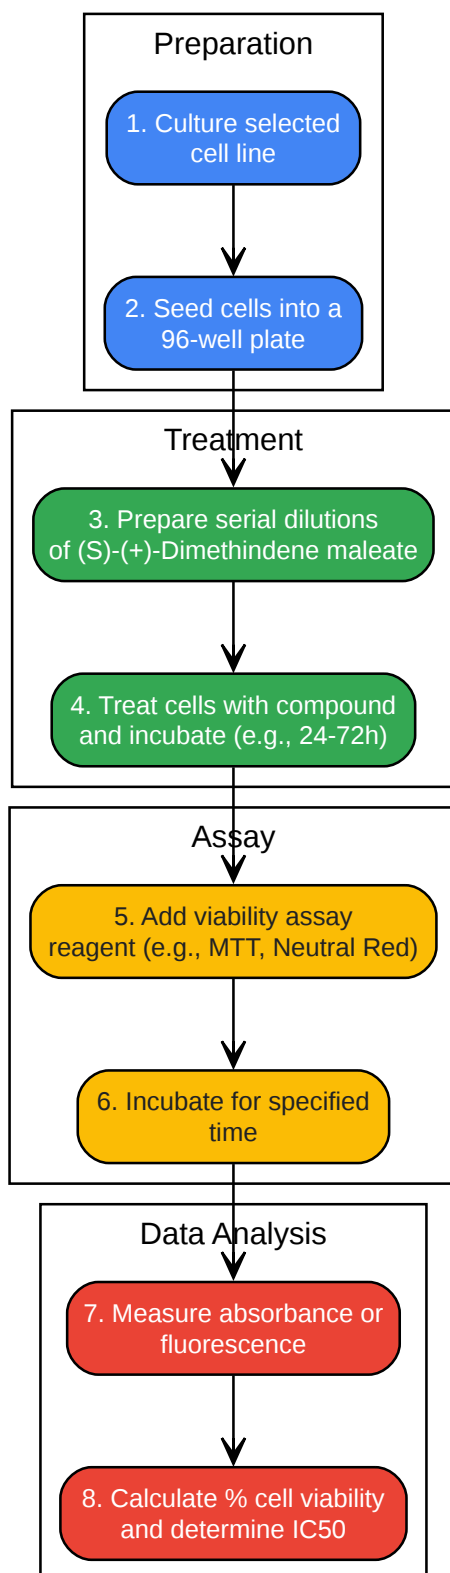 Preparation
1. Culture selected
cell line
2. Seed cells into a
96-well plate
Treatment
3. Prepare serial dilutions
of (S)-(+)-Dimethindene maleate
4. Treat cells with compound
and incubate (e.g., 24-72h)
Assay
5. Add viability assay
reagent (e.g., MTT, Neutral Red)
6. Incubate for specified
time
Data Analysis
7. Measure absorbance or
fluorescence
8. Calculate % cell viability
and determine IC50